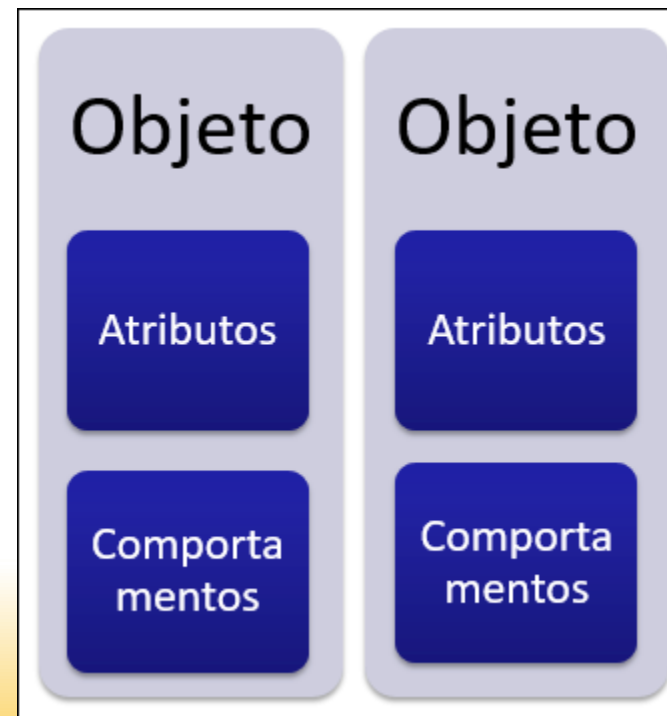 Objeto
Atributos
Comporta
mentos
Objeto
Atributos
Comporta
mentos